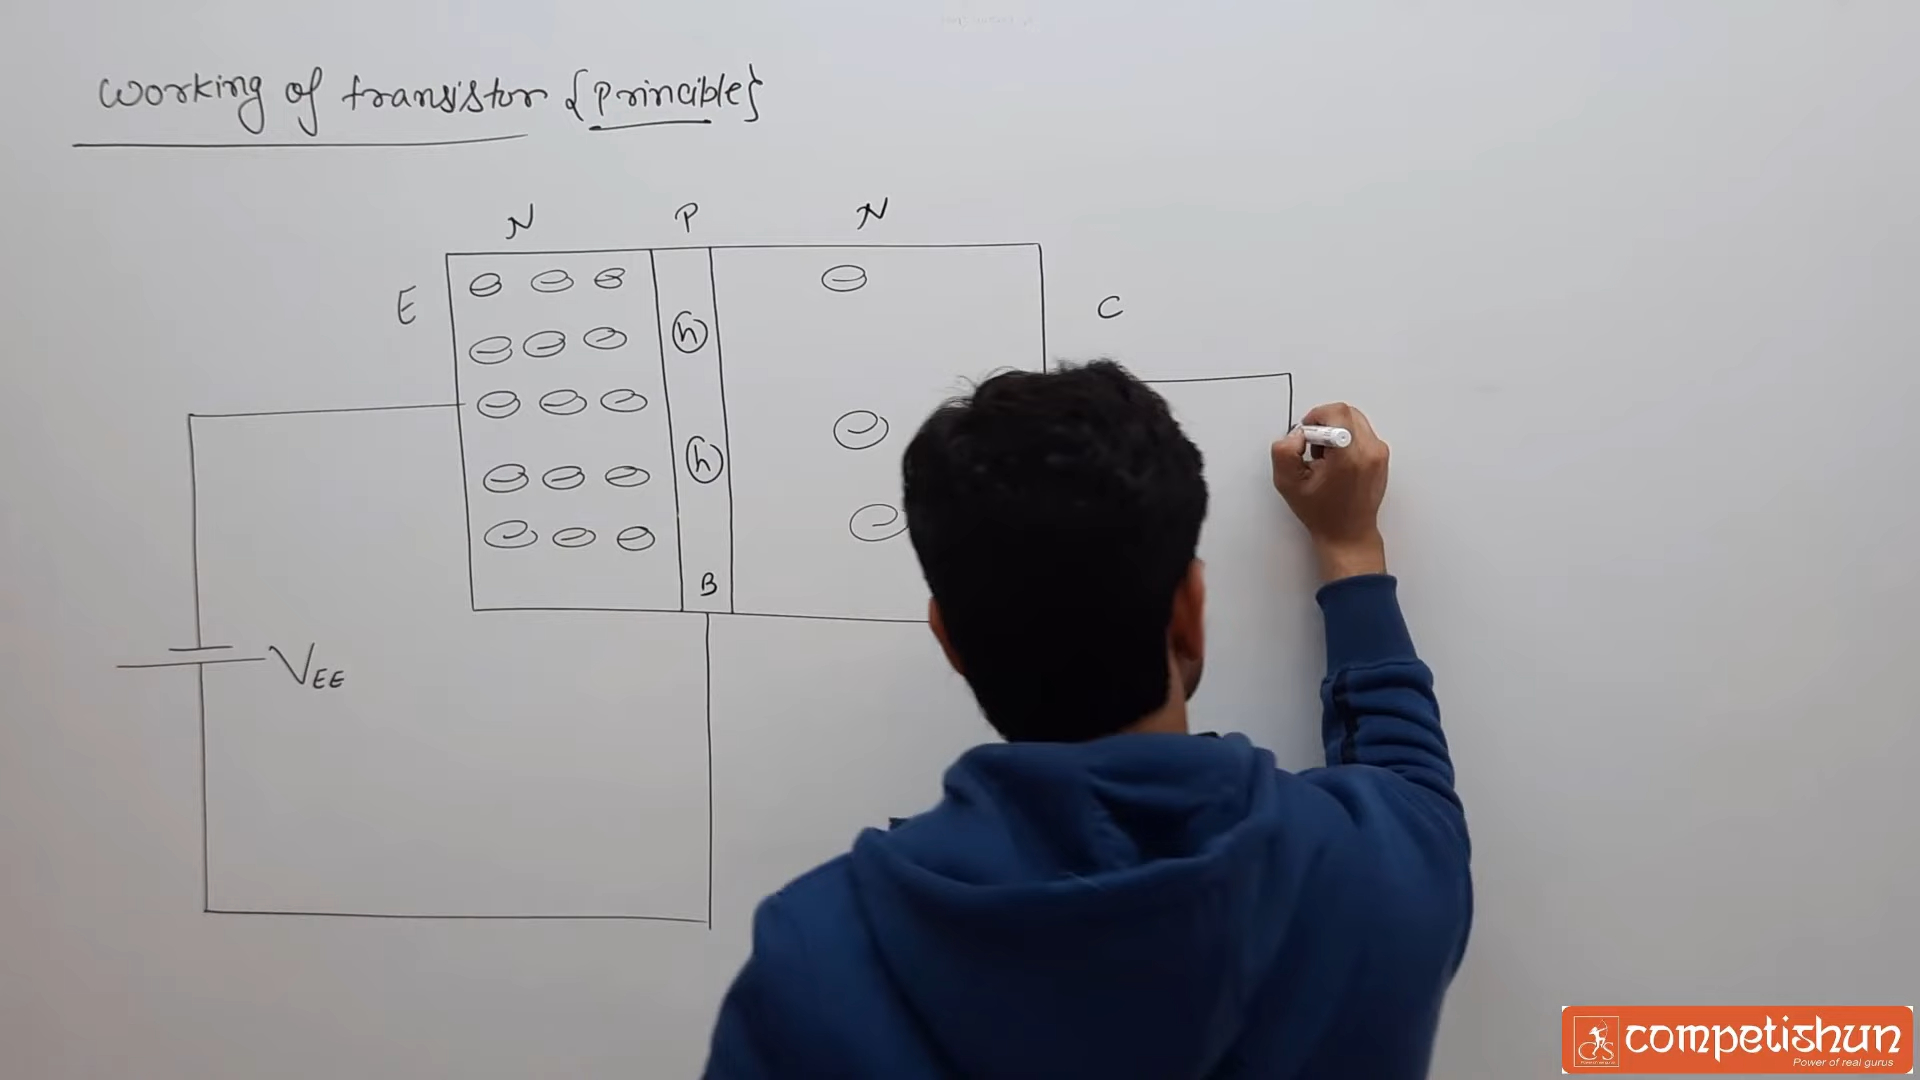 working of transistor {principle}
N P N
E
C
h
h
B
VEE
competishun
Power of real gurus